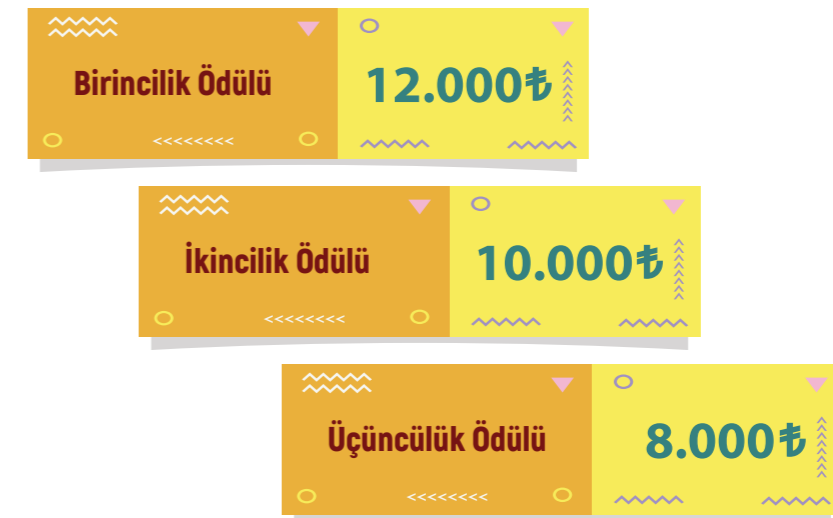 Birincilik Ödülü 12.000₺
İkincilik Ödülü 10.000₺
Üçüncülük Ödülü 8.000₺